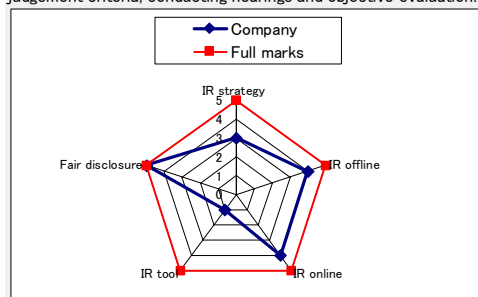 judgement criteria, conducting hearings and objective evaluation.
Company
Full marks
IR strategy
5
4
3
2
1
0
Fair disclosure
IR offline
IR tool
IR online